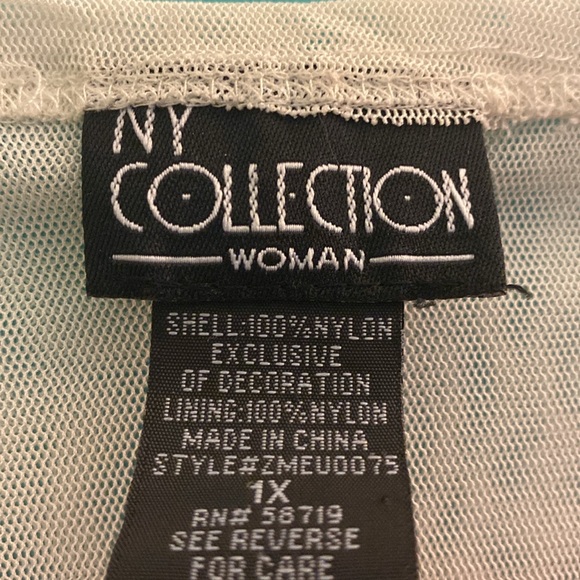 NY
COLLECTION
WOMAN
SHELL:100%NYLON
EXCLUSIVE
OF DECORATION
LINING:100%NYLON
MADE IN CHINA
STYLE#ZMEU0075
1X
RN# 58719
SEE REVERSE
FOR CARE